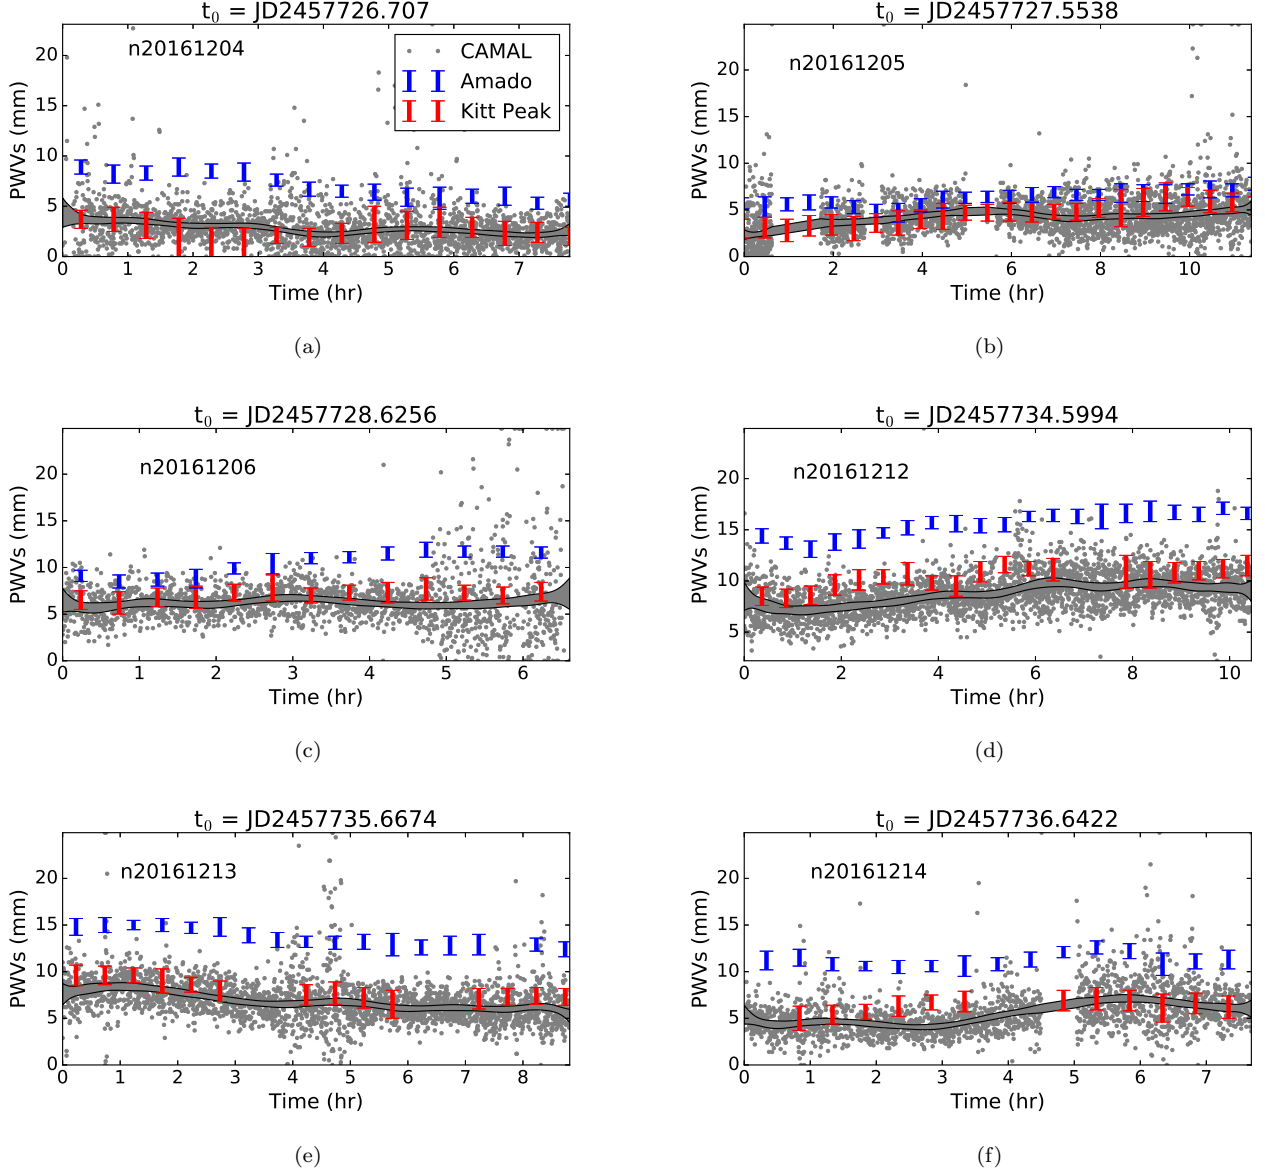 t₀ = JD2457726.707
n20161204
CAMAL
Amado
Kitt Peak
PWVs (mm)
20
15
10
5
0
0 1 2 3 4 5 6 7
Time (hr)
(a)
t₀ = JD2457727.5538
n20161205
PWVs (mm)
20
15
10
5
0
0 2 4 6 8 10
Time (hr)
(b)
t₀ = JD2457728.6256
n20161206
PWVs (mm)
20
15
10
5
0
0 1 2 3 4 5 6
Time (hr)
(c)
t₀ = JD2457734.5994
n20161212
PWVs (mm)
20
15
10
5
0 2 4 6 8 10
Time (hr)
(d)
t₀ = JD2457735.6674
n20161213
PWVs (mm)
20
15
10
5
0
0 1 2 3 4 5 6 7 8
Time (hr)
(e)
t₀ = JD2457736.6422
n20161214
PWVs (mm)
20
15
10
5
0
0 1 2 3 4 5 6 7
Time (hr)
(f)